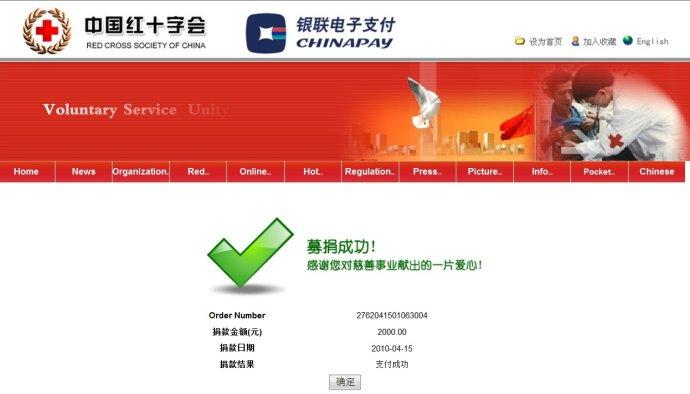 中国红十字会
RED CROSS SOCIETY OF CHINA
银联电子支付
CHINAPAY
设为首页 加入收藏 English
Voluntary Service Unity
Home News Organization.. Red.. Online.. Hot.. Regulation.. Press.. Picture.. Info.. Pocket.. Chinese
募捐成功!
感谢您对慈善事业献出的一片爱心!
Order Number 2762041501063004
捐款金额(元) 2000.00
捐款日期 2010-04-15
捐款结果 支付成功
确定